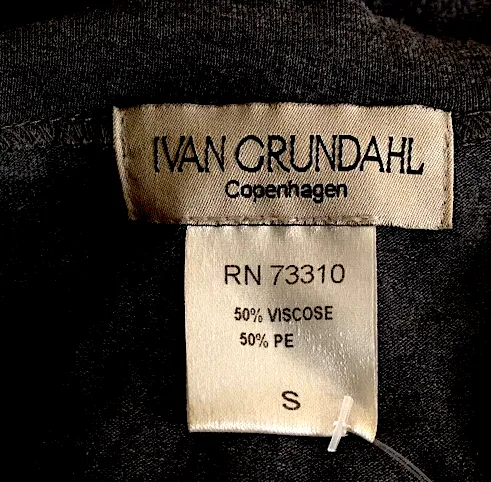 IVAN GRUNDAHL
Copenhagen
RN 73310
50% VISCOSE
50% PE
S